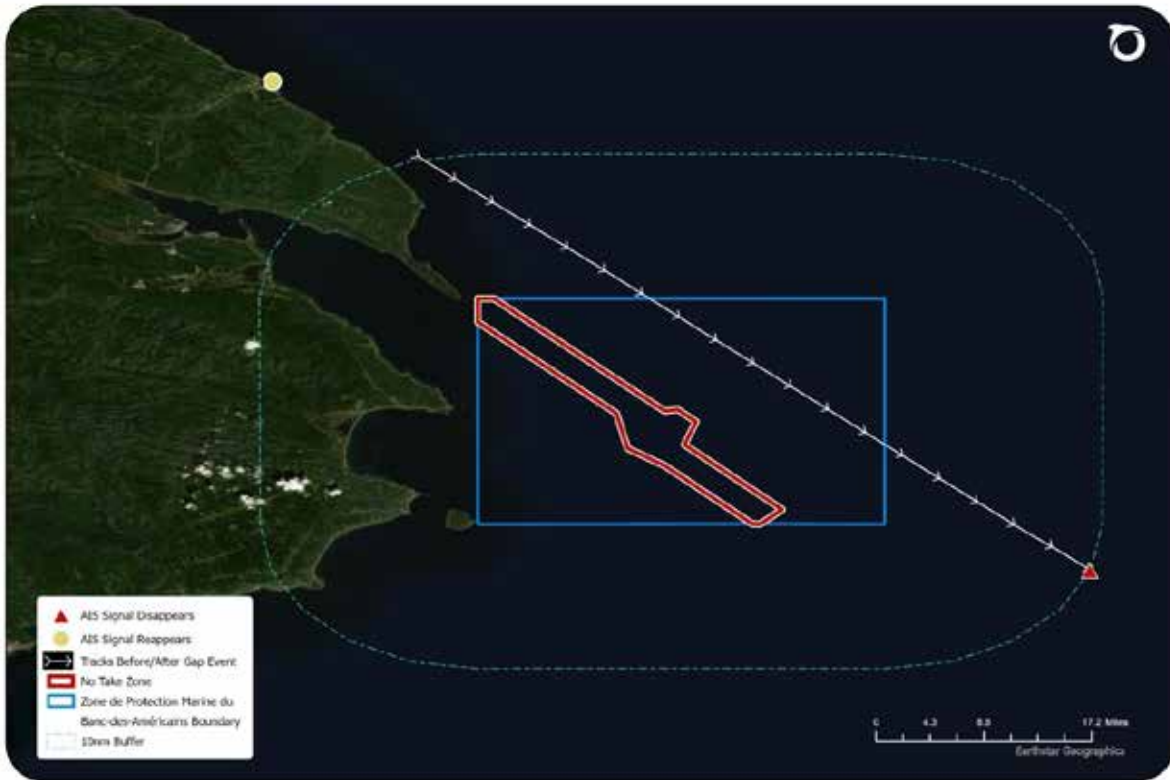 AIS Signal Disappears
AIS Signal Reappears
Tracks Before/After Gap Event
No Take Zone
Zone de Protection Marine du
Banc-des-Américains Boundary
10nm Buffer
0 4.3 8.6 17.2 Miles
Earthstar Geographics